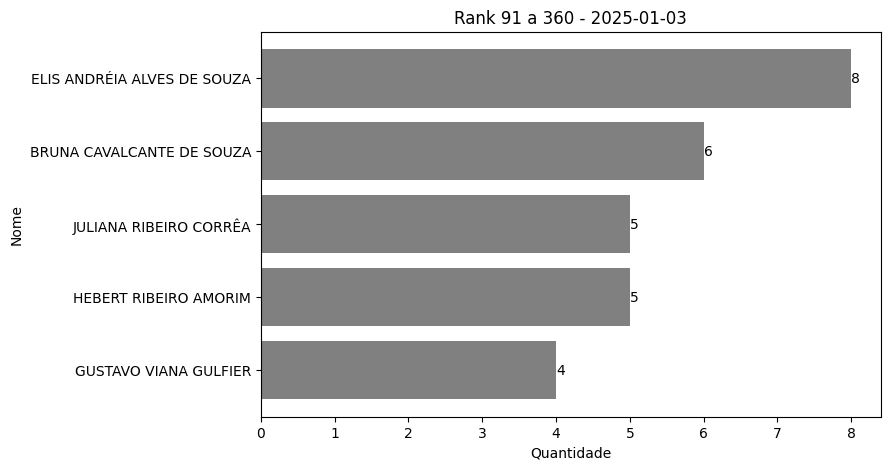 Rank 91 a 360 - 2025-01-03
ELIS ANDRÉIA ALVES DE SOUZA
8
BRUNA CAVALCANTE DE SOUZA
6
JULIANA RIBEIRO CORRÊA
5
HEBERT RIBEIRO AMORIM
5
GUSTAVO VIANA GULFIER
4
Nome
0 1 2 3 4 5 6 7 8
Quantidade